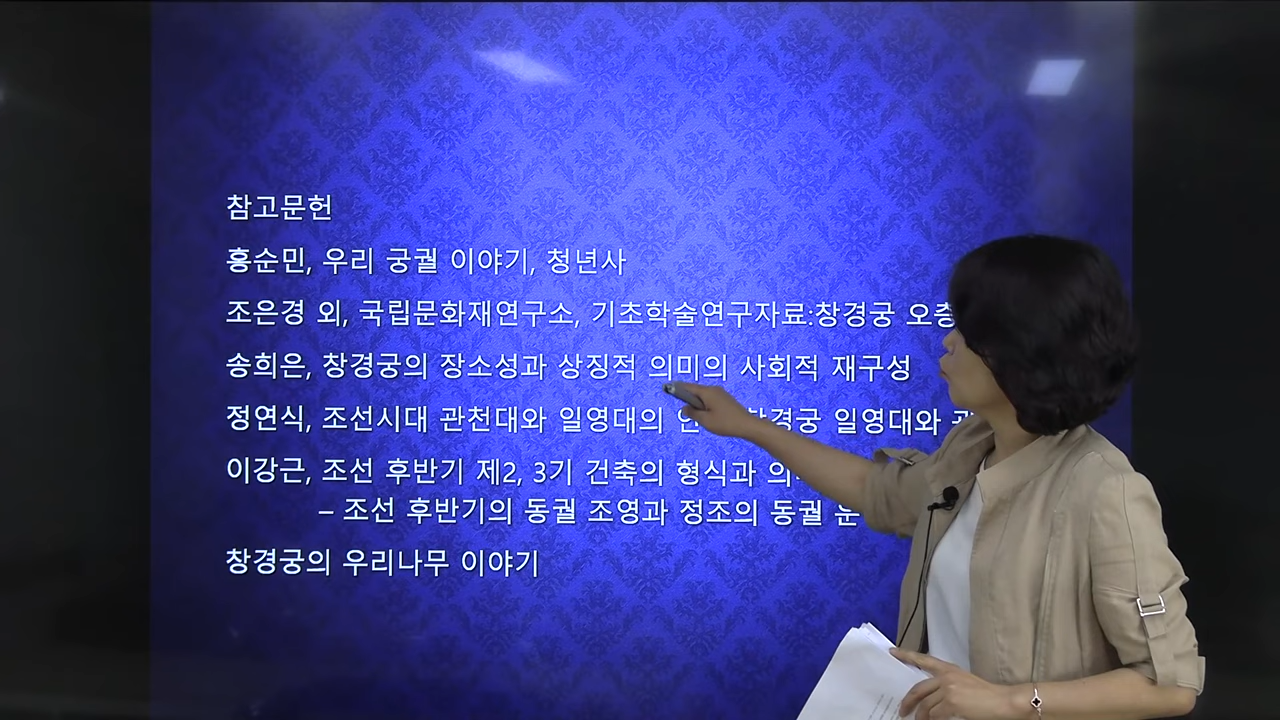 참고문헌
홍순민, 우리 궁궐 이야기, 청년사
조은경 외, 국립문화재연구소, 기초학술연구자료:창경궁 오층
송희은, 창경궁의 장소성과 상징적 의미의 사회적 재구성
정연식, 조선시대 관천대와 일영대의 창경궁 일영대와
이강근, 조선 후반기 제2, 3기 건축의 형식과
– 조선 후반기의 동궐 조영과 정조의 동궐
창경궁의 우리나무 이야기